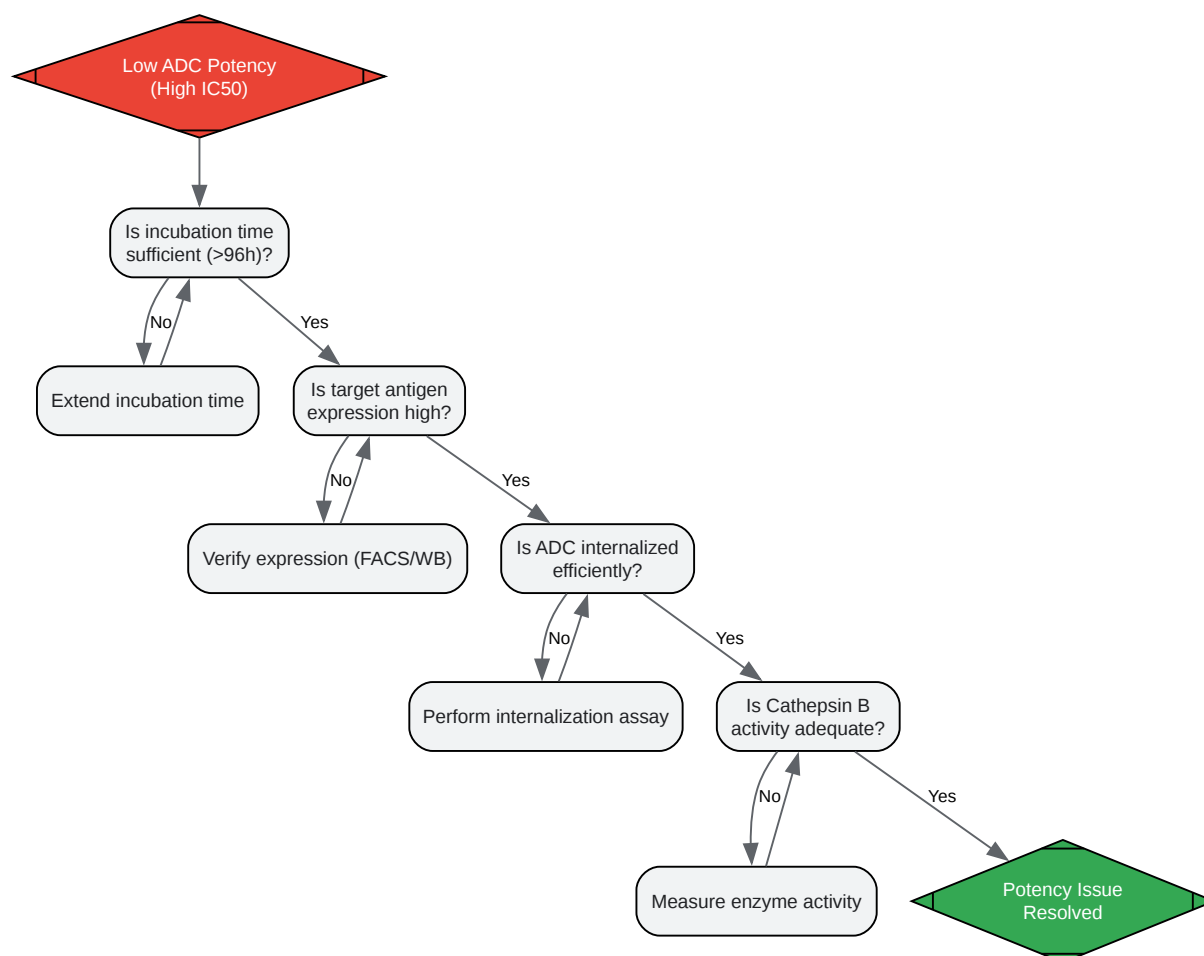 Low ADC Potency
(High IC50)
Is incubation time
sufficient (>96h)?
No
Yes
Extend incubation time
Is target antigen
expression high?
No
Yes
Verify expression (FACS/WB)
Is ADC internalized
efficiently?
No
Yes
Perform internalization assay
Is Cathepsin B
activity adequate?
No
Yes
Measure enzyme activity
Potency Issue
Resolved